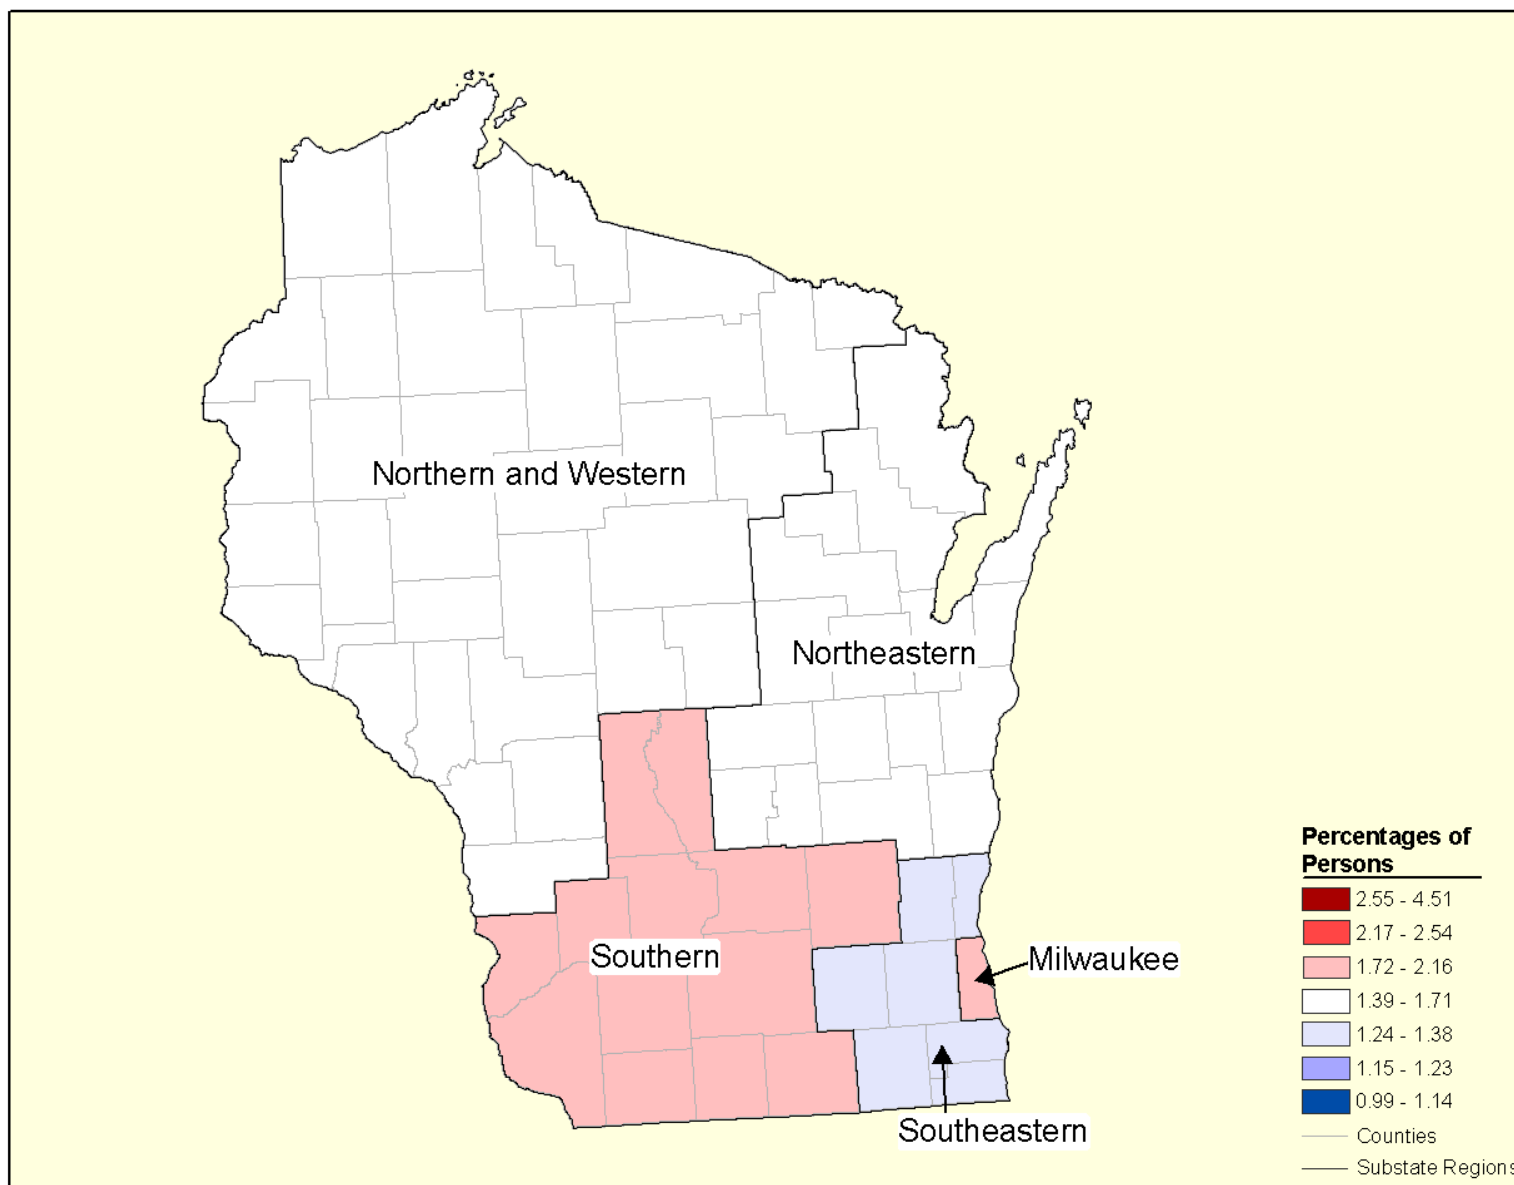 Northern and Western
Northeastern
Southern
Milwaukee
Southeastern
Percentages of
Persons
2.55 - 4.51
2.17 - 2.54
1.72 - 2.16
1.39 - 1.71
1.24 - 1.38
1.15 - 1.23
0.99 - 1.14
Counties
Substate Regions